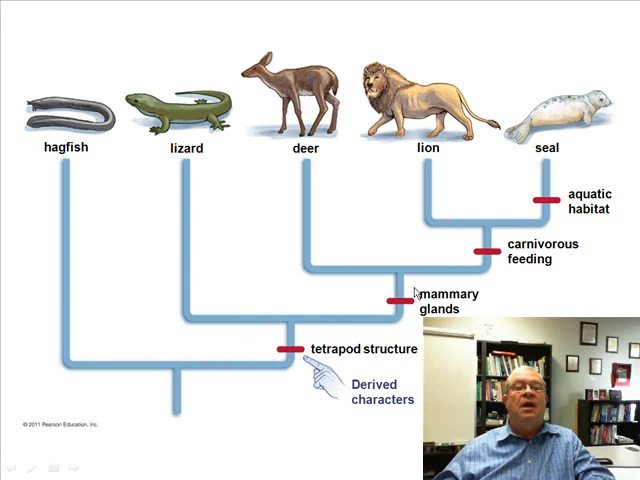 hagfish
lizard
deer
lion
seal
aquatic
habitat
carnivorous
feeding
mammary
glands
tetrapod structure
Derived
characters
© 2011 Pearson Education, Inc.